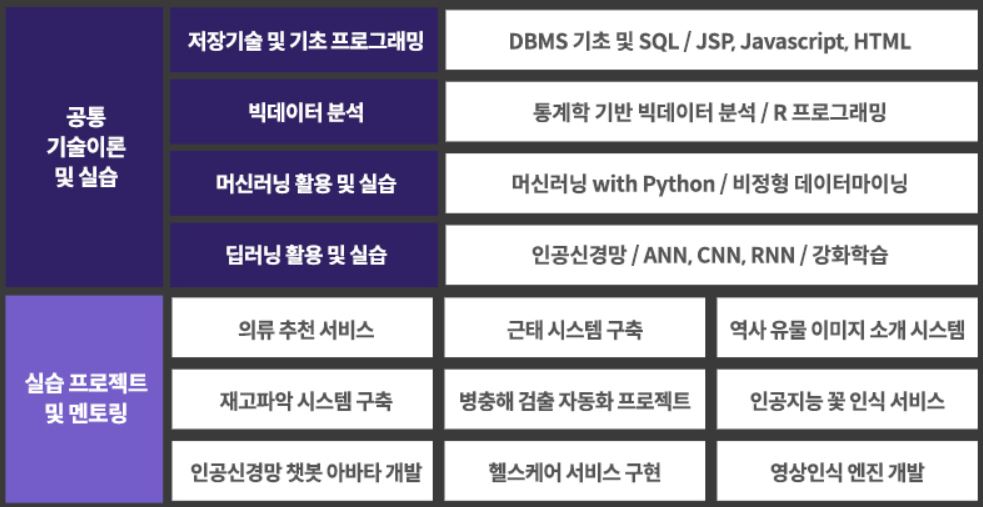 공통
기술이론
및 실습
저장기술 및 기초 프로그래밍
DBMS 기초 및 SQL / JSP, Javascript, HTML
빅데이터 분석
통계학 기반 빅데이터 분석 / R 프로그래밍
머신러닝 활용 및 실습
머신러닝 with Python / 비정형 데이터마이닝
딥러닝 활용 및 실습
인공신경망 / ANN, CNN, RNN / 강화학습
실습 프로젝트
및 멘토링
의류 추천 서비스
근태 시스템 구축
역사 유물 이미지 소개 시스템
재고파악 시스템 구축
병충해 검출 자동화 프로젝트
인공지능 꽃 인식 서비스
인공신경망 챗봇 아바타 개발
헬스케어 서비스 구현
영상인식 엔진 개발